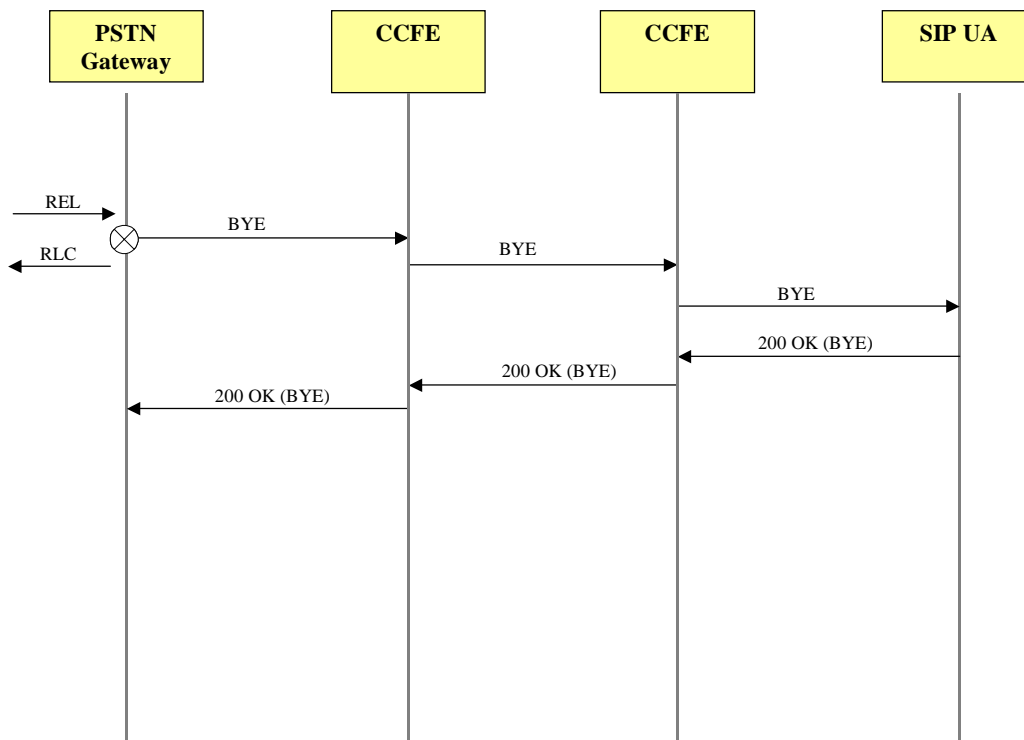 PSTN
Gateway
CCFE
CCFE
SIP UA
REL
BYE
RLC
BYE
BYE
200 OK (BYE)
200 OK (BYE)
200 OK (BYE)